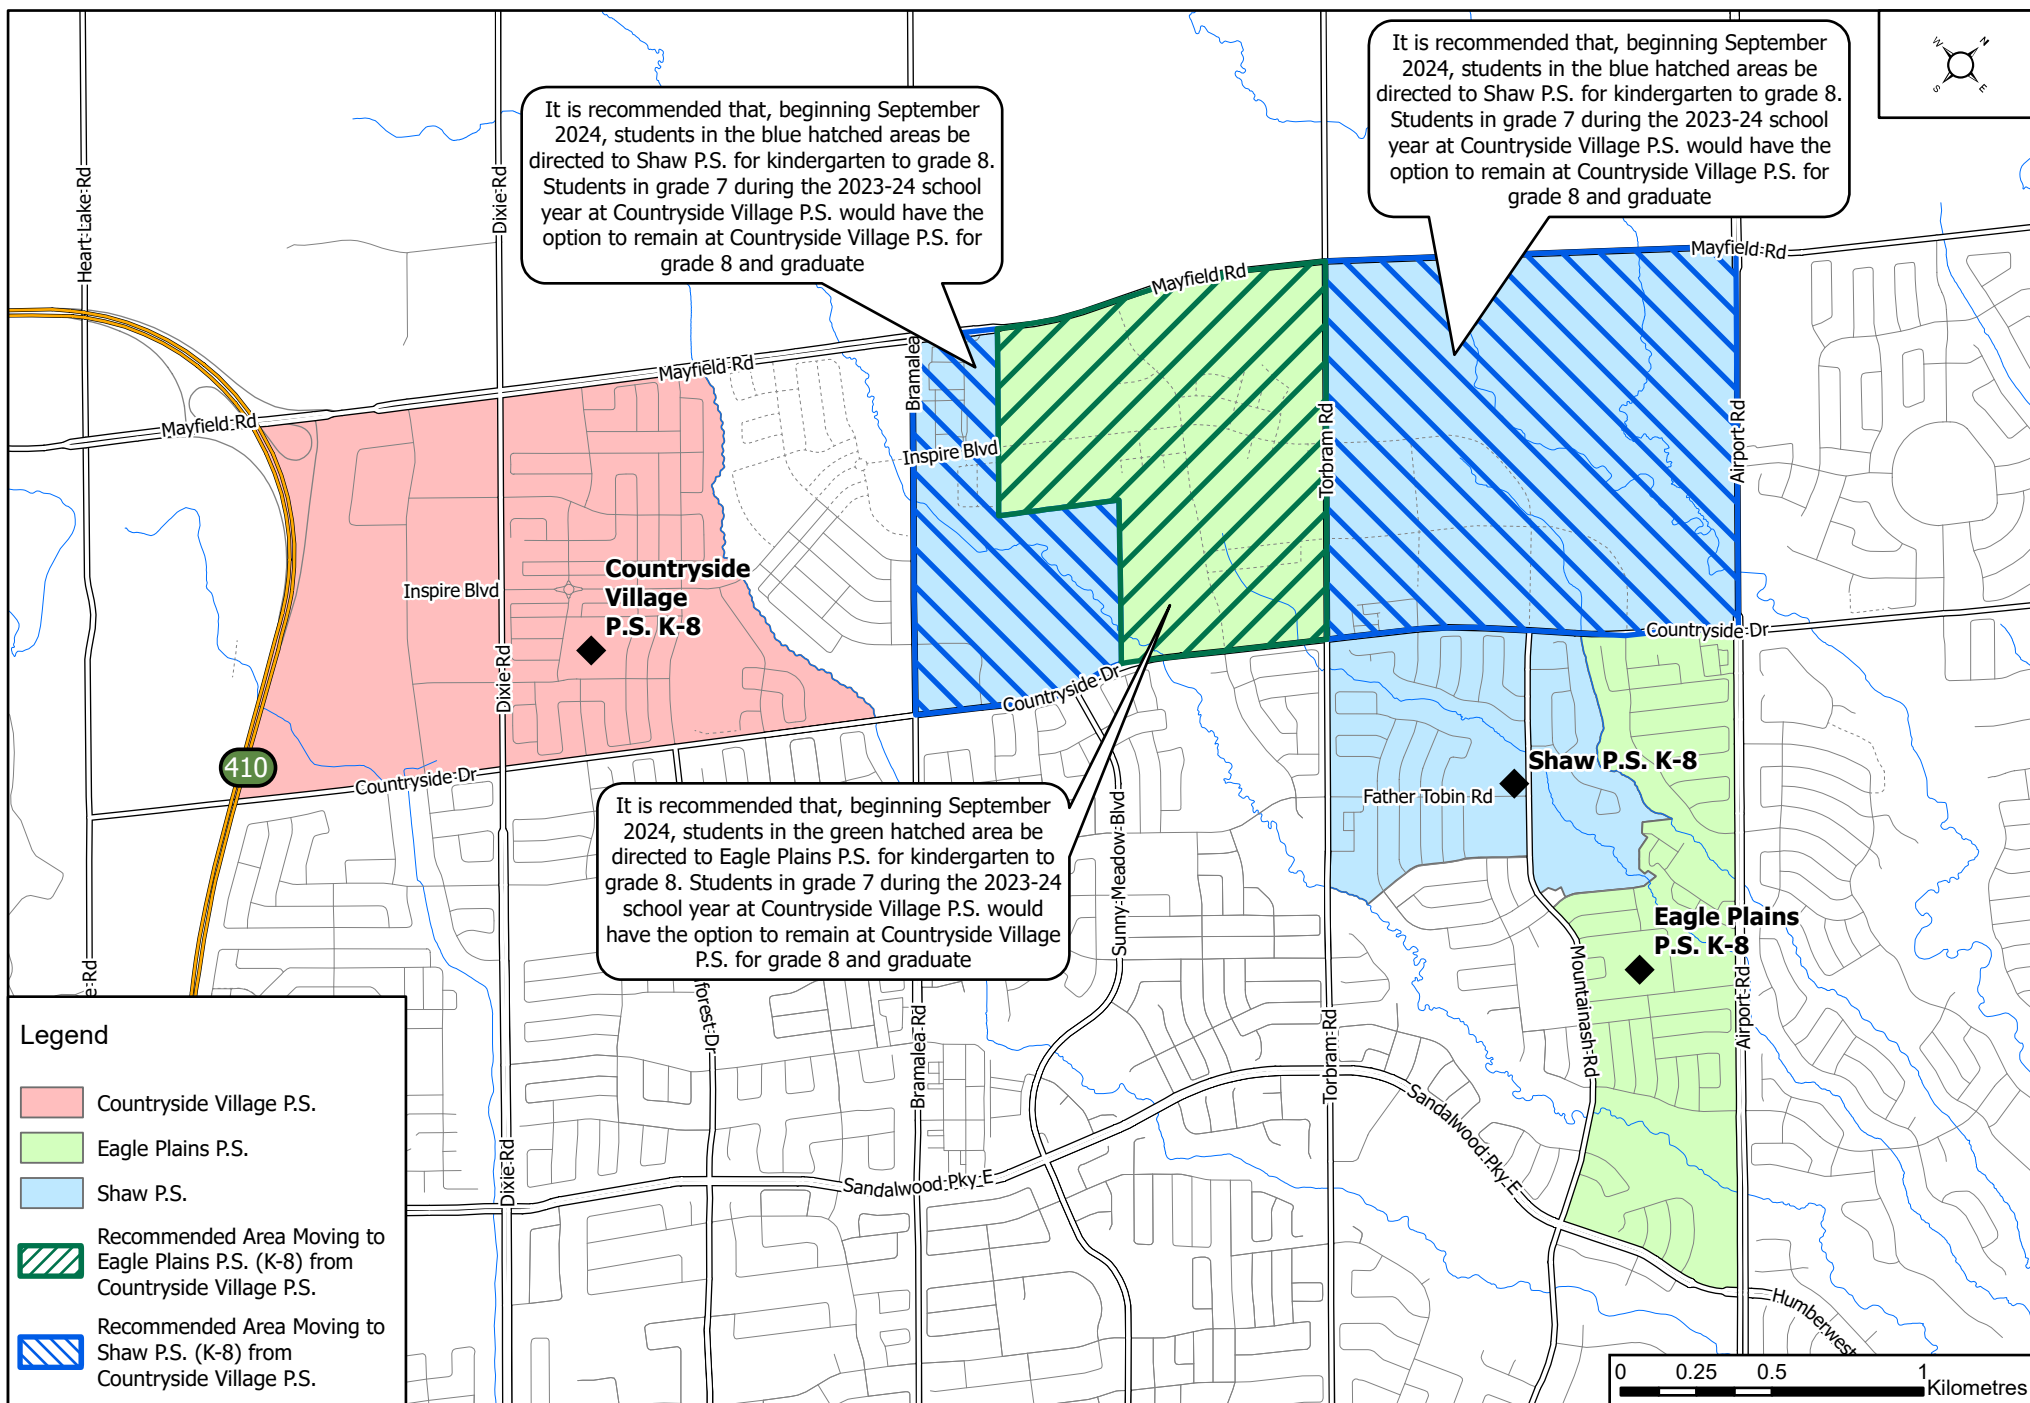 It is recommended that, beginning September
2024, students in the blue hatched areas be
directed to Shaw P.S. for kindergarten to grade 8.
Students in grade 7 during the 2023-24 school
year at Countryside Village P.S. would have the
option to remain at Countryside Village P.S. for
grade 8 and graduate
It is recommended that, beginning September
2024, students in the blue hatched areas be
directed to Shaw P.S. for kindergarten to grade 8.
Students in grade 7 during the 2023-24 school
year at Countryside Village P.S. would have the
option to remain at Countryside Village P.S. for
grade 8 and graduate
W
N
S
E
Heart Lake Rd
Dixie Rd
Mayfield Rd
Mayfield Rd
Mayfield Rd
Mayfield Rd
Bramalea
Inspire Blvd
Torbram Rd
Airport Rd
Inspire Blvd
Countryside
Village
P.S. K-8
Dixie Rd
Countryside Dr
Countryside Dr
Countryside Dr
410
Shaw P.S. K-8
Father Tobin Rd
It is recommended that, beginning September
2024, students in the green hatched area be
directed to Eagle Plains P.S. for kindergarten to
grade 8. Students in grade 7 during the 2023-24
school year at Countryside Village P.S. would
have the option to remain at Countryside Village
P.S. for grade 8 and graduate
Sunny Meadow Blvd
Eagle Plains
P.S. K-8
e Rd
forest Dr
Bramalea Rd
Torbram Rd
Mountainash Rd
Airport Rd
Dixie Rd
Sandalwood Pky E
Sandalwood Pky E
Humberwest
Legend
Countryside Village P.S.
Eagle Plains P.S.
Shaw P.S.
Recommended Area Moving to
Eagle Plains P.S. (K-8) from
Countryside Village P.S.
Recommended Area Moving to
Shaw P.S. (K-8) from
Countryside Village P.S.
0 0.25 0.5 1
Kilometres